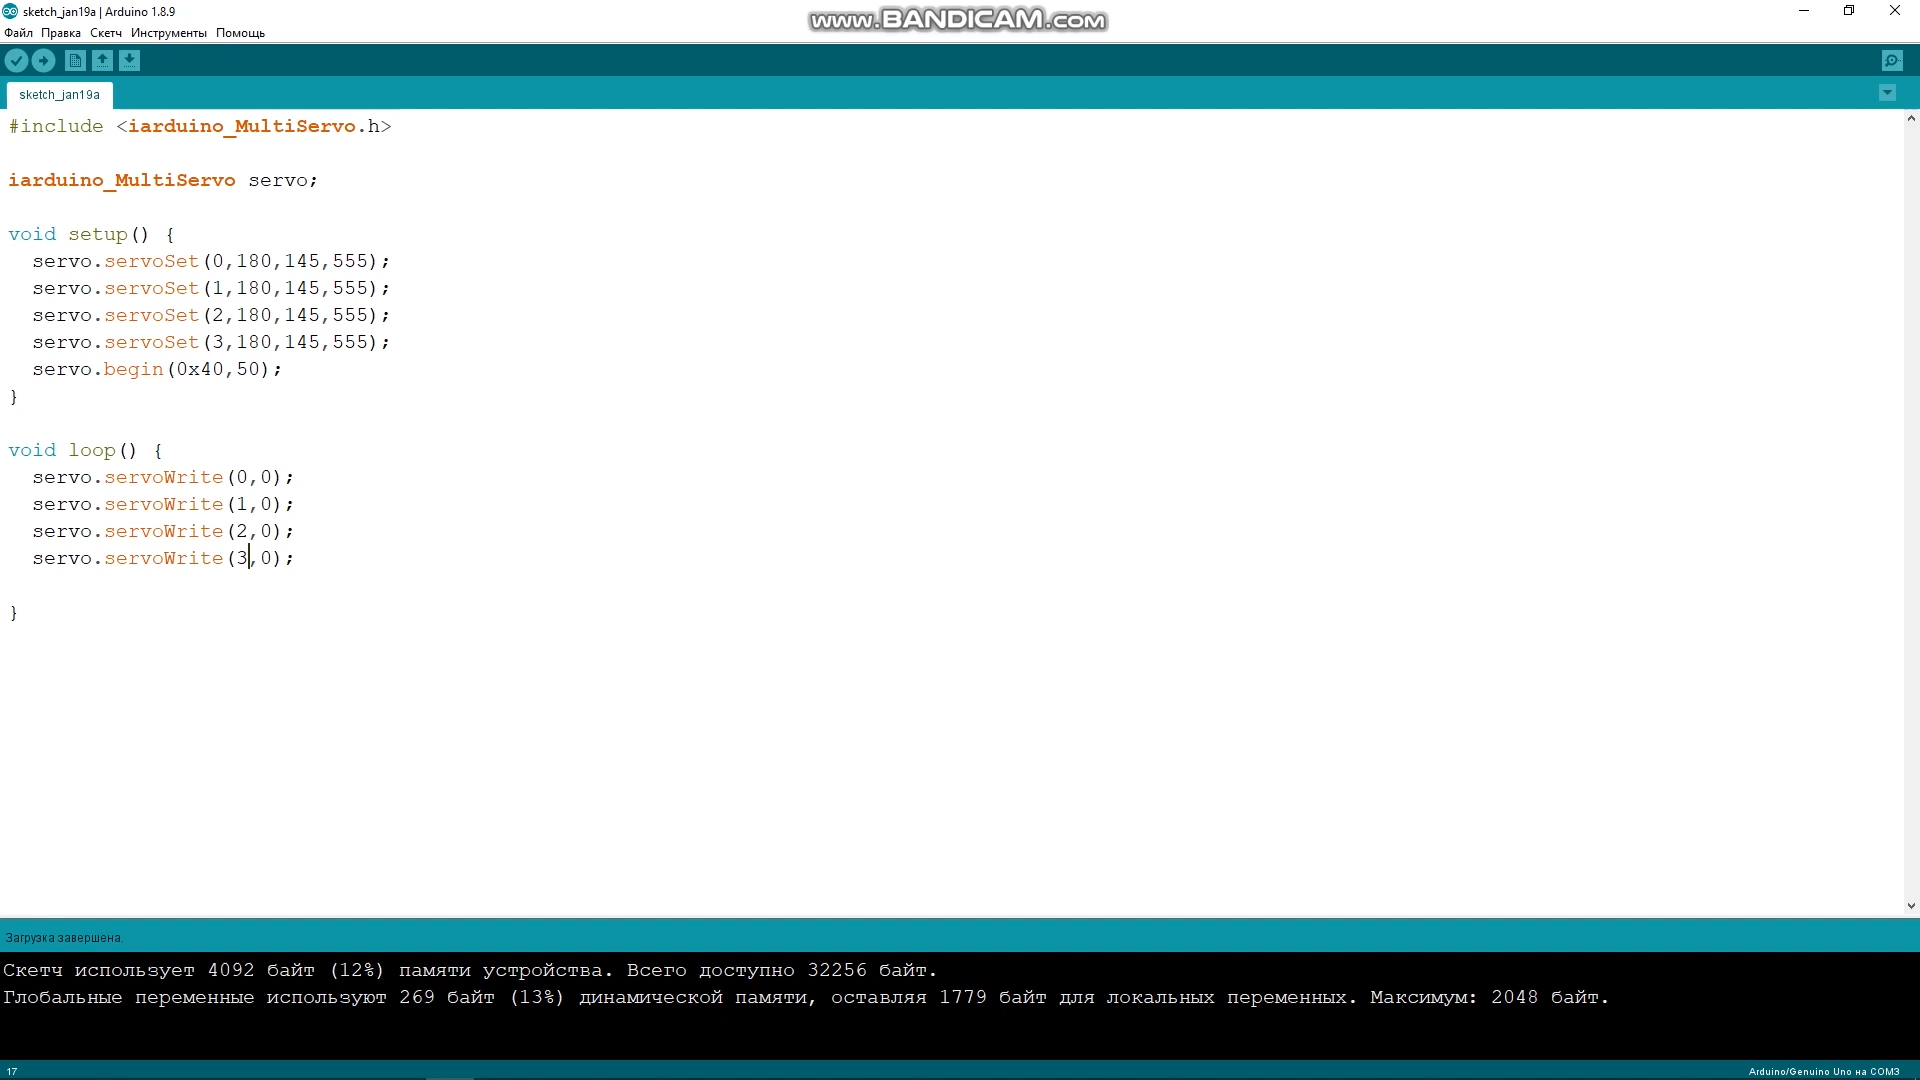 sketch_jan19a | Arduino 1.8.9
www.BANDICAM.com
Файл Правка Скетч Инструменты Помощь
sketch_jan19a
#include <iarduino_MultiServo.h>
iarduino_MultiServo servo;
void setup() {
servo.servoSet(0,180,145,555);
servo.servoSet(1,180,145,555);
servo.servoSet(2,180,145,555);
servo.servoSet(3,180,145,555);
servo.begin(0x40,50);
}
void loop() {
servo.servoWrite(0,0);
servo.servoWrite(1,0);
servo.servoWrite(2,0);
servo.servoWrite(3,0);
}
Загрузка завершена.
Скетч использует 4092 байт (12%) памяти устройства. Всего доступно 32256 байт.
Глобальные переменные используют 269 байт (13%) динамической памяти, оставляя 1779 байт для локальных переменных. Максимум: 2048 байт.
17
Arduino/Genuino Uno на COM3